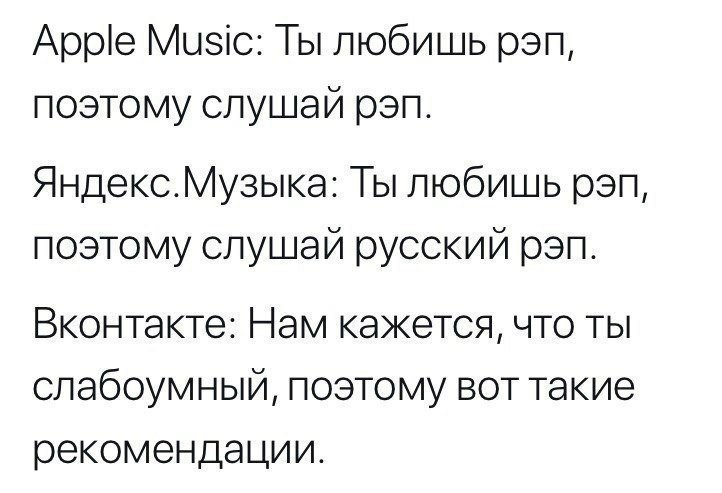 Apple Music: Ты любишь рэп,
поэтому слушай рэп.
Яндекс.Музыка: Ты любишь рэп,
поэтому слушай русский рэп.
Вконтакте: Нам кажется, что ты
слабоумный, поэтому вот такие
рекомендации.